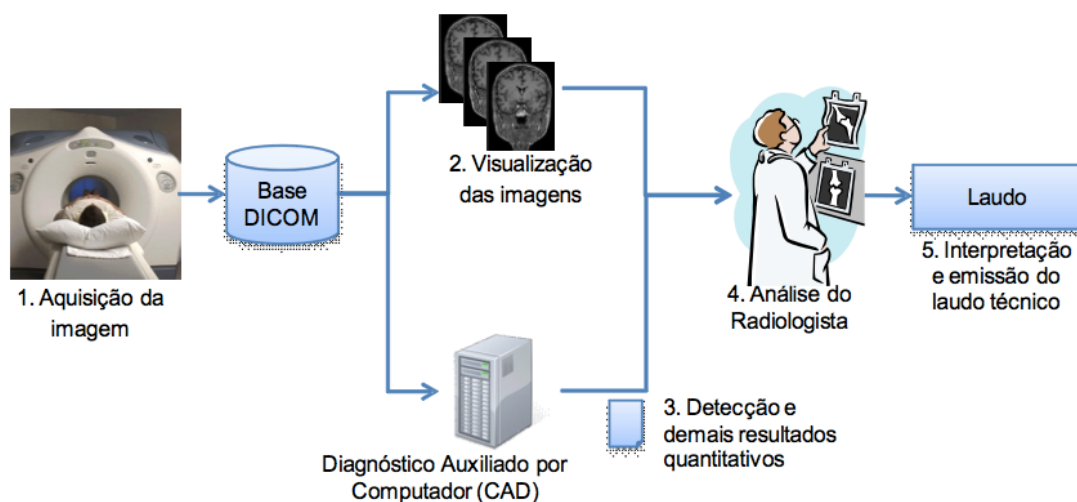 1. Aquisição da
imagem
Base
DICOM
2. Visualização
das imagens
Diagnóstico Auxiliado por
Computador (CAD)
3. Detecção e
demais resultados
quantitativos
4. Análise do
Radiologista
Laudo
5. Interpretação
e emissão do
laudo técnico